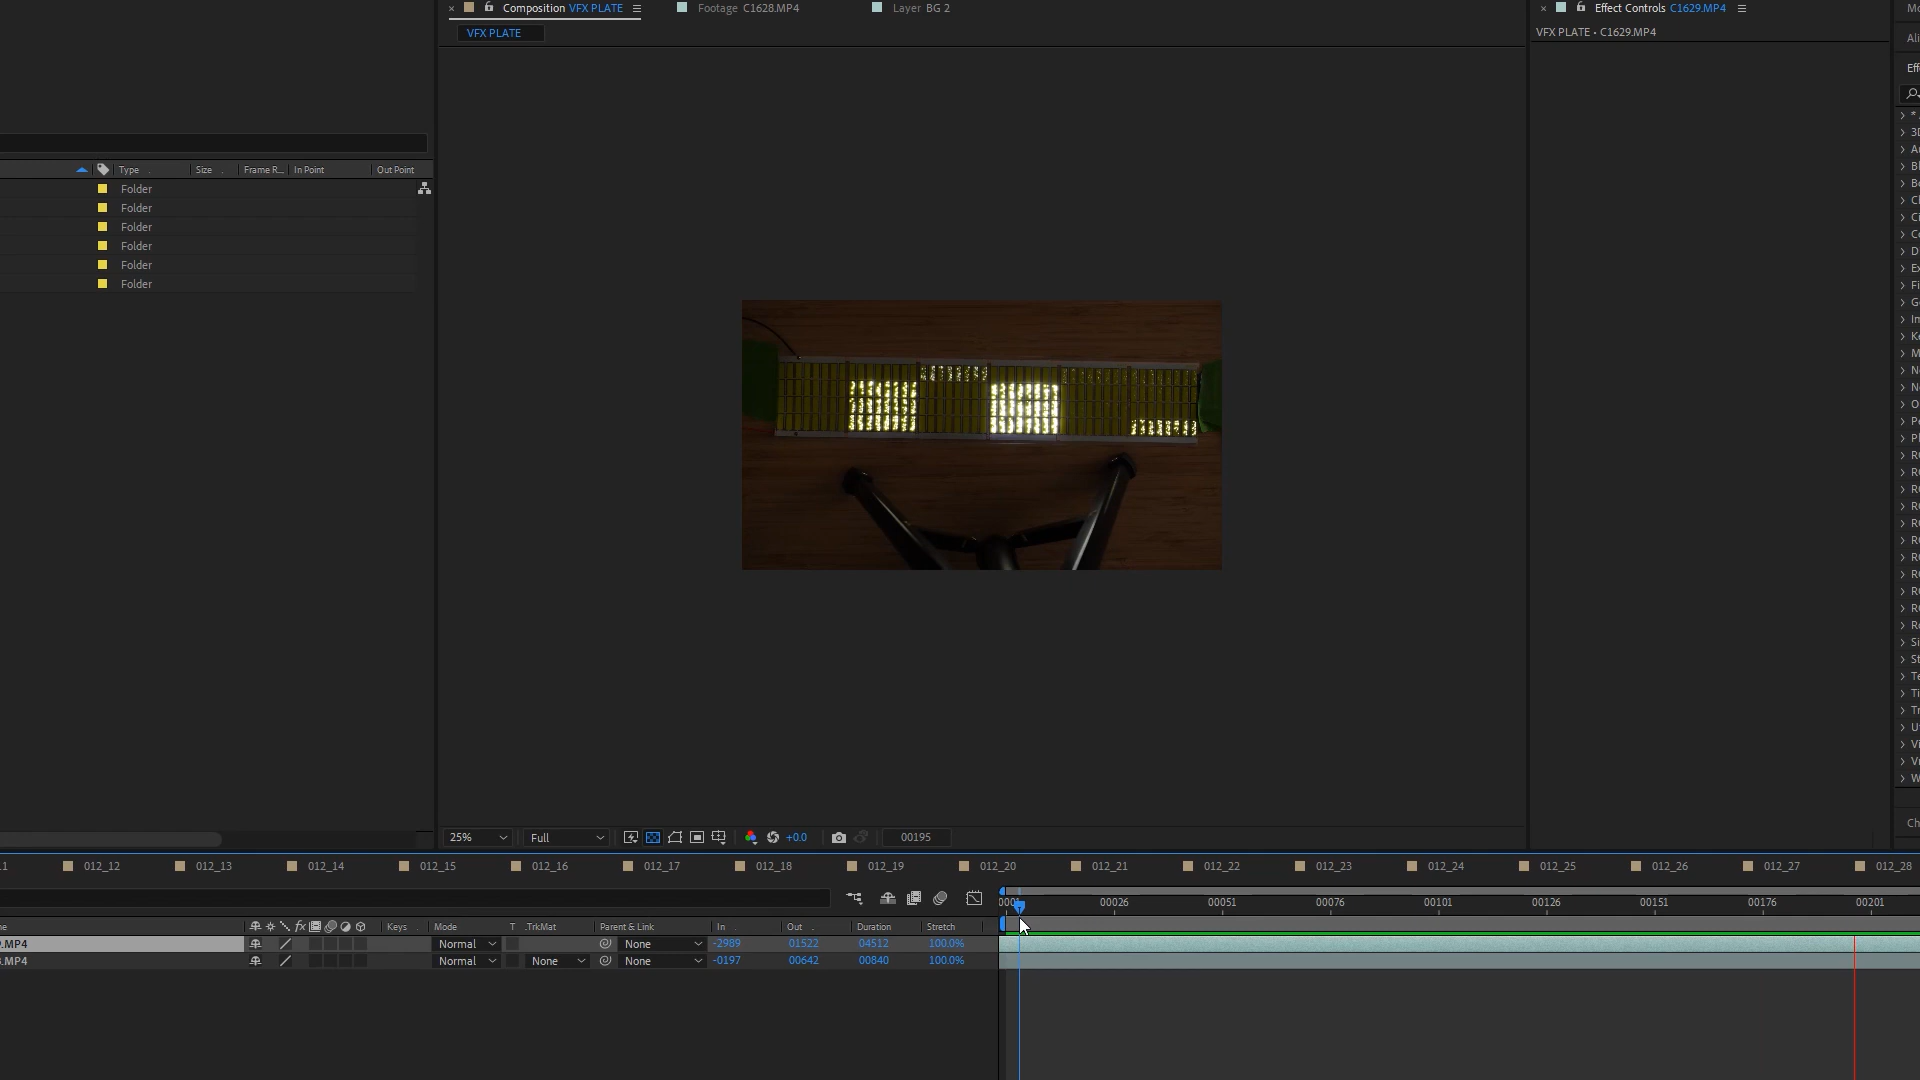 Composition VFX PLATE
Footage C1628.MP4
Layer BG 2
Effect Controls C1629.MP4
VFX PLATE
VFX PLATE • C1629.MP4
Type Size Frame R... In Point Out Point
Folder
Folder
Folder
Folder
Folder
Folder
25% Full +0.0 00195
012_12 012_13 012_14 012_15 012_16 012_17 012_18 012_19 012_20 012_21 012_22 012_23 012_24 012_25 012_26 012_27 012_28
0001 00026 00051 00076 00101 00126 00151 00176 00201
Keys Mode T .TrkMat Parent & Link In Out Duration Stretch
.MP4 Normal None -2989 01522 04512 100.0%
.MP4 Normal None None -0197 00642 00840 100.0%